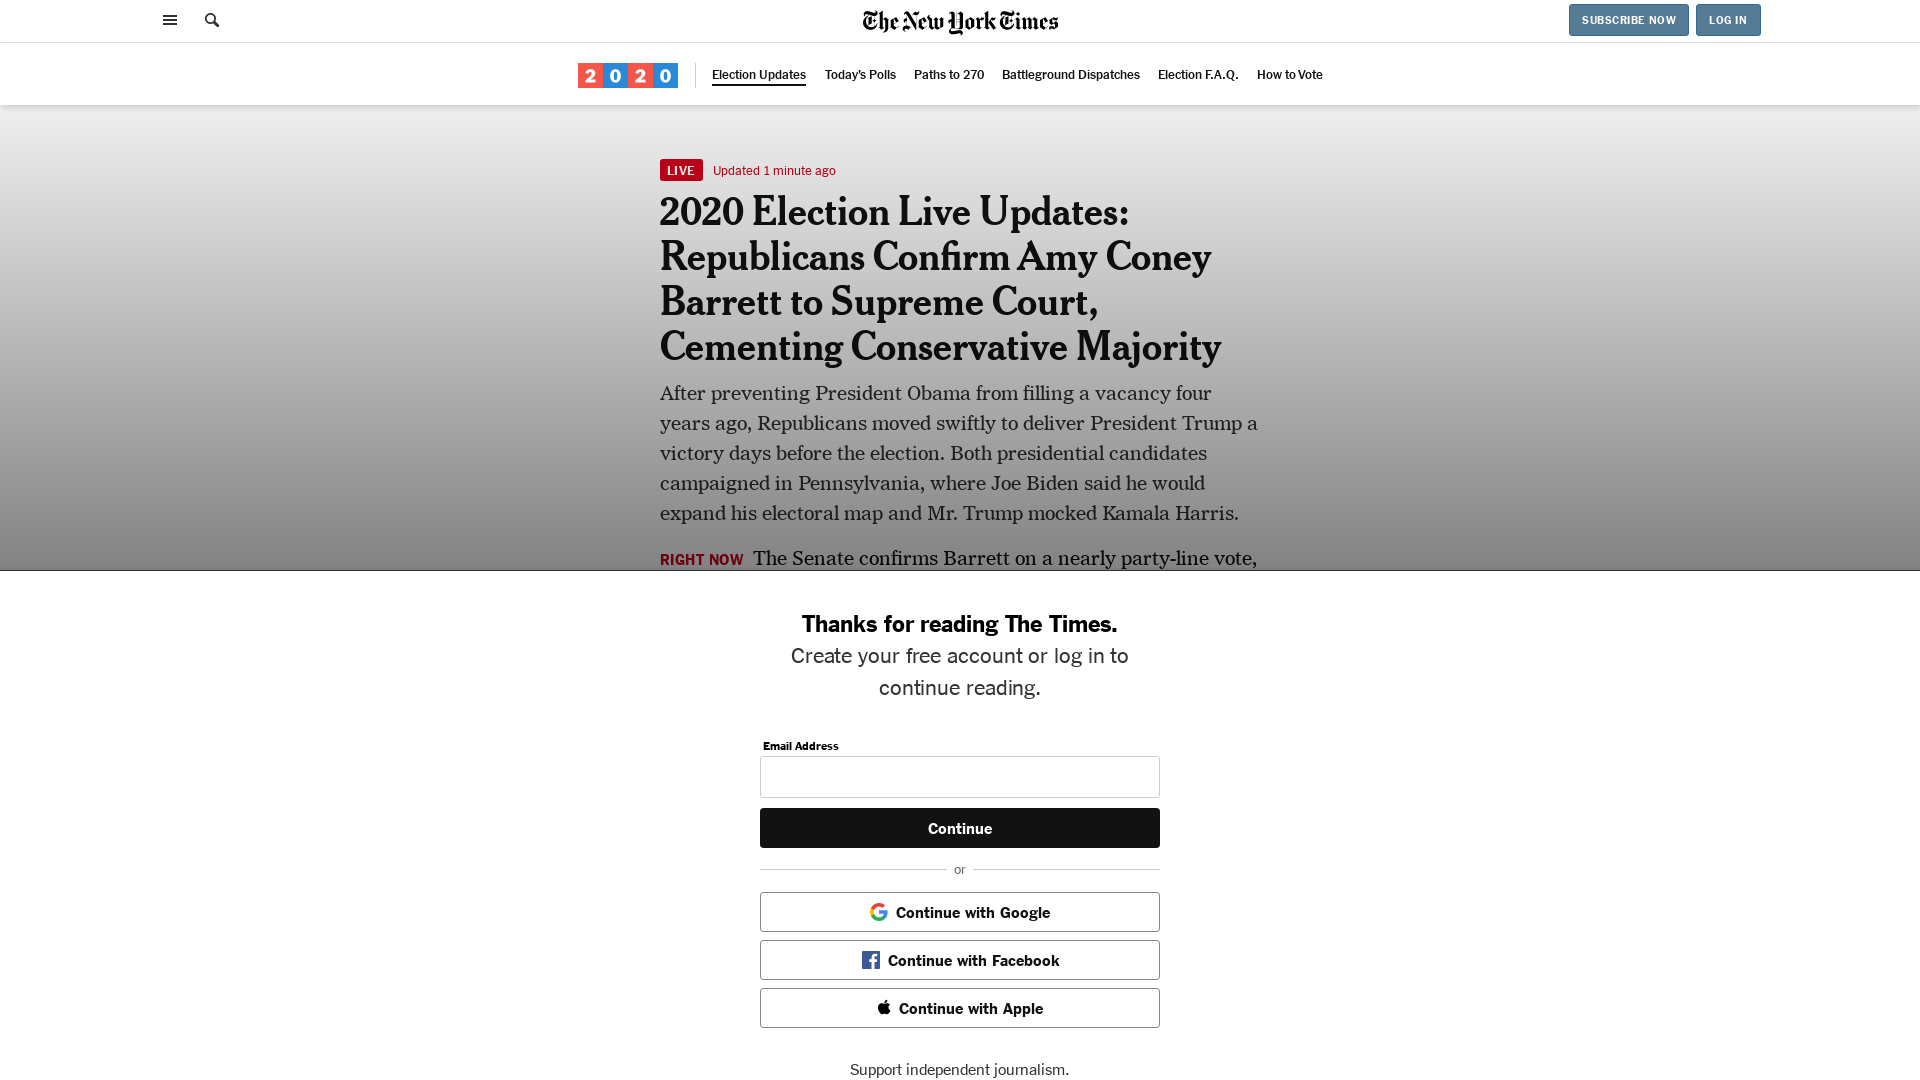 The New York Times
SUBSCRIBE NOW
LOG IN
2020
Election Updates
Today's Polls
Paths to 270
Battleground Dispatches
Election F.A.Q.
How to Vote
LIVE
Updated 1 minute ago
2020 Election Live Updates:
Republicans Confirm Amy Coney
Barrett to Supreme Court,
Cementing Conservative Majority
After preventing President Obama from filling a vacancy four
years ago, Republicans moved swiftly to deliver President Trump a
victory days before the election. Both presidential candidates
campaigned in Pennsylvania, where Joe Biden said he would
expand his electoral map and Mr. Trump mocked Kamala Harris.
RIGHT NOW The Senate confirms Barrett on a nearly party-line vote,
Thanks for reading The Times.
Create your free account or log in to
continue reading.
Email Address
Continue
or
Continue with Google
Continue with Facebook
Continue with Apple
Support independent journalism.